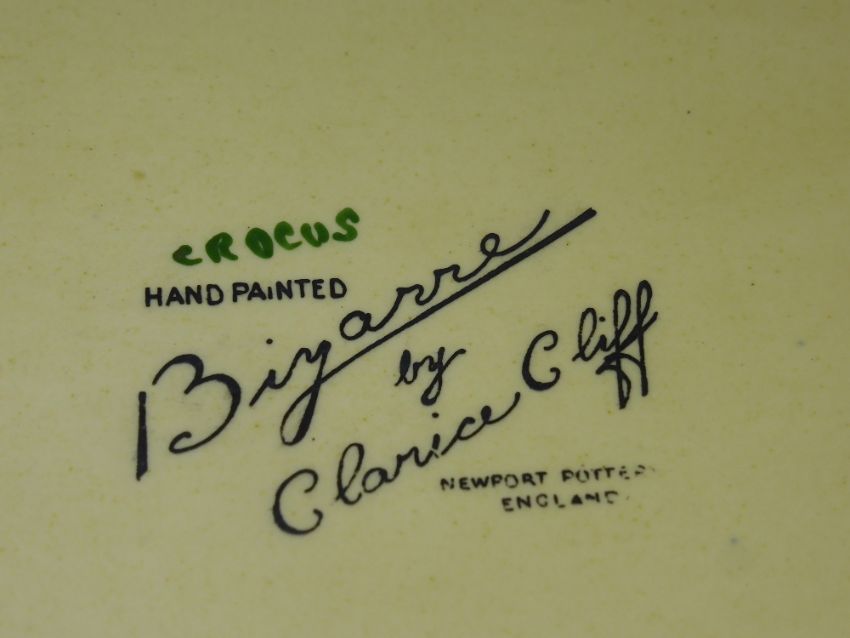 CROCUS
HAND PAINTED
Bizarre
by
Clarice Cliff
NEWPORT POTTERY
ENGLAND.